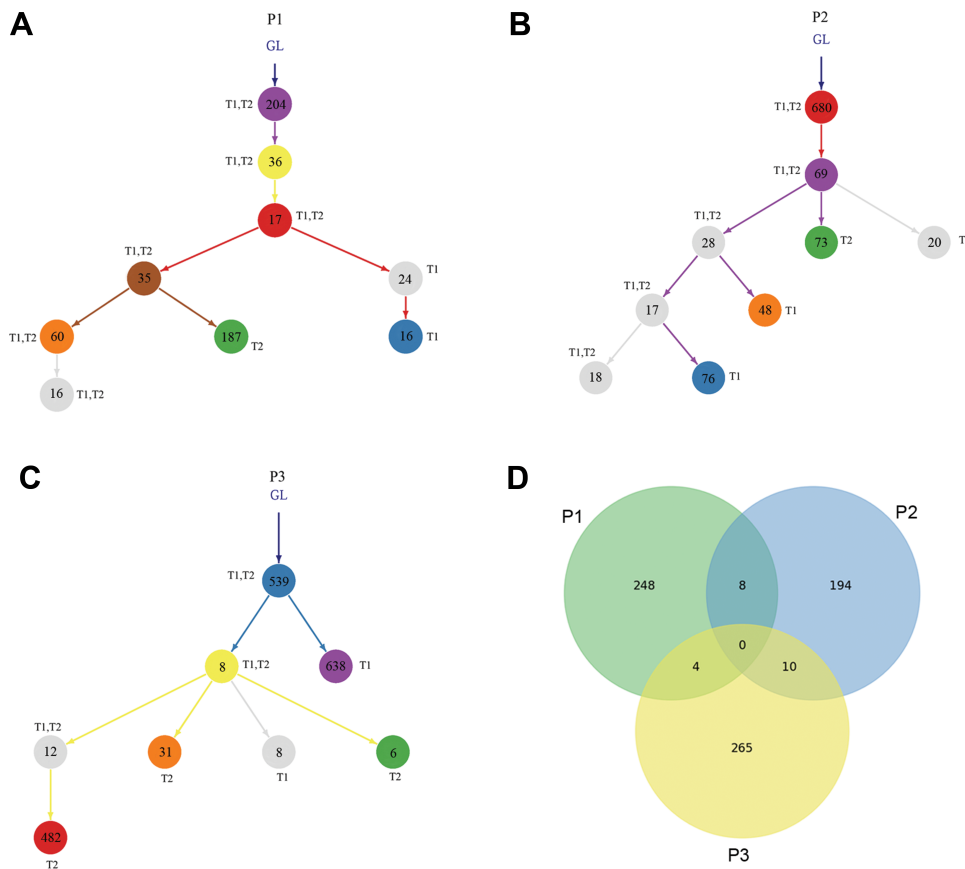 A
P1
GL
T1,T2 204
T1,T2 36
17 T1,T2
T1,T2
35
24 T1
T1,T2 60
187 T2
16 T1
16 T1,T2
B
P2
GL
T1,T2 680
T1,T2 69
T1,T2
28
73 T2
20 T
T1,T2
17
48 T1
T1,T2
18
76 T1
C
P3
GL
T1,T2 539
8 T1,T2
638 T1
T1,T2
12
31
T2
8
T1
6
T2
482
T2
D
P1
P2
248
8
194
0
4
10
265
P3